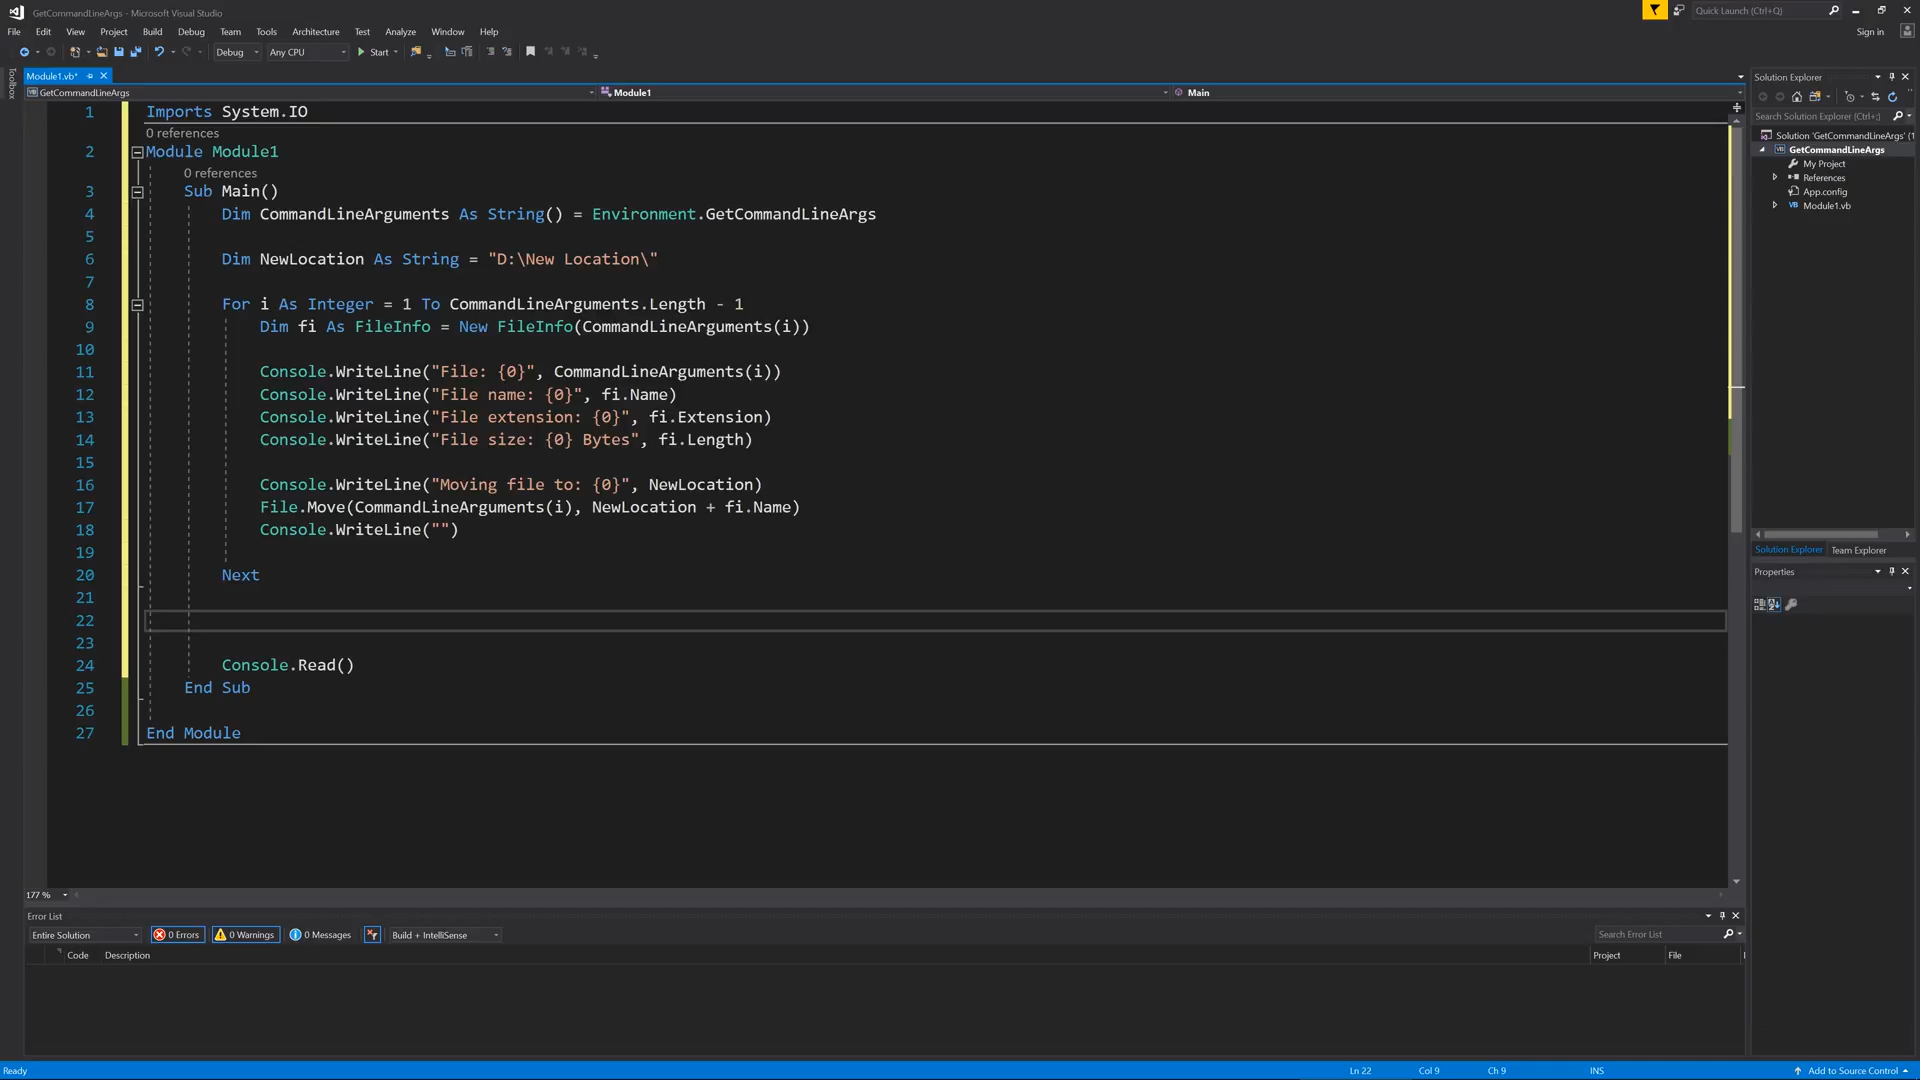 GetCommandLineArgs - Microsoft Visual Studio
Quick Launch (Ctrl+Q)
File Edit View Project Build Debug Team Tools Architecture Test Analyze Window Help
Sign in
Debug Any CPU Start
Toolbox
Module1.vb*
GetCommandLineArgs Module1 Main
1 Imports System.IO
0 references
2 Module Module1
0 references
3 Sub Main()
4 Dim CommandLineArguments As String() = Environment.GetCommandLineArgs
5
6 Dim NewLocation As String = "D:\New Location\"
7
8 For i As Integer = 1 To CommandLineArguments.Length - 1
9 Dim fi As FileInfo = New FileInfo(CommandLineArguments(i))
10
11 Console.WriteLine("File: {0}", CommandLineArguments(i))
12 Console.WriteLine("File name: {0}", fi.Name)
13 Console.WriteLine("File extension: {0}", fi.Extension)
14 Console.WriteLine("File size: {0} Bytes", fi.Length)
15
16 Console.WriteLine("Moving file to: {0}", NewLocation)
17 File.Move(CommandLineArguments(i), NewLocation + fi.Name)
18 Console.WriteLine("")
19
20 Next
21
22
23
24 Console.Read()
25 End Sub
26
27 End Module
177 %
Solution Explorer
Search Solution Explorer (Ctrl+;)
Solution 'GetCommandLineArgs' (1
VB GetCommandLineArgs
My Project
References
App.config
VB Module1.vb
Solution Explorer Team Explorer
Properties
Error List
Entire Solution 0 Errors 0 Warnings 0 Messages Build + IntelliSense
Search Error List
Code Description Project File
Ready Ln 22 Col 9 Ch 9 INS Add to Source Control